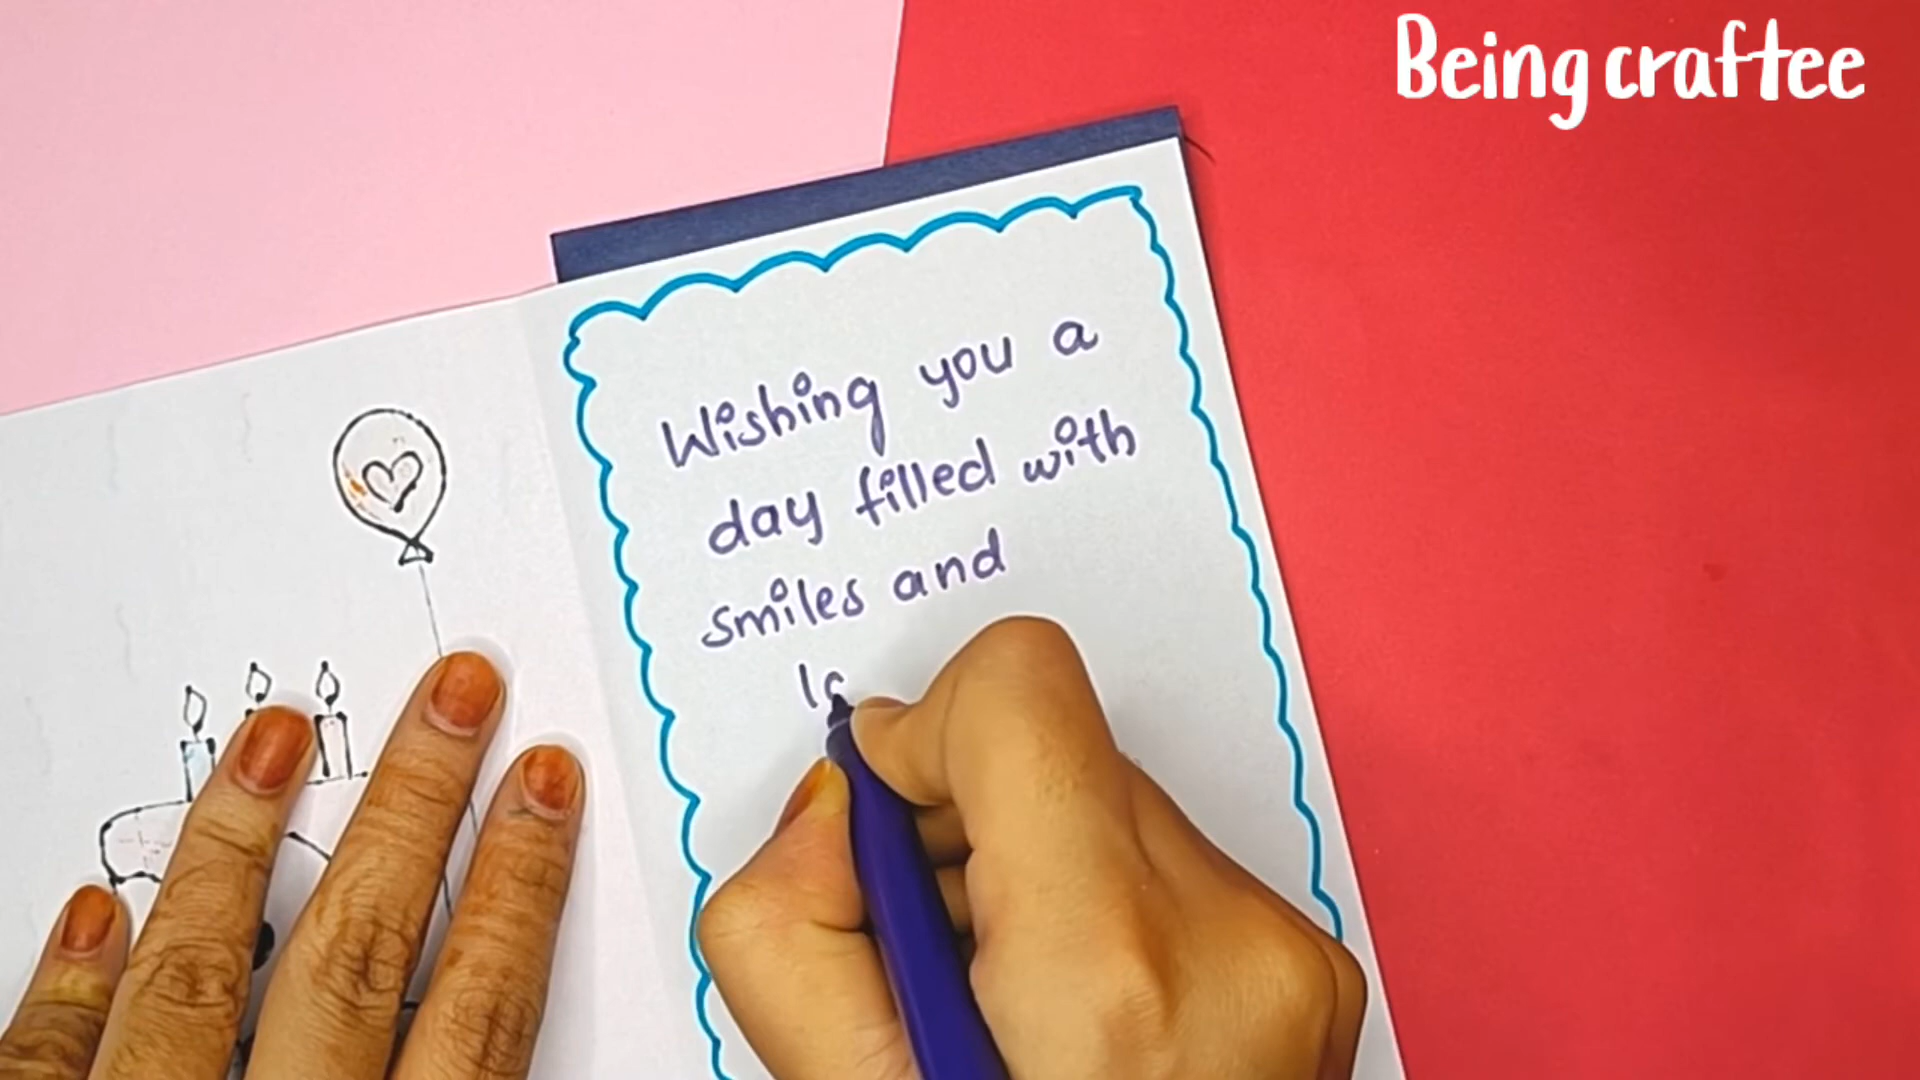 Being craftee
Wishing you a
day filled with
smiles and